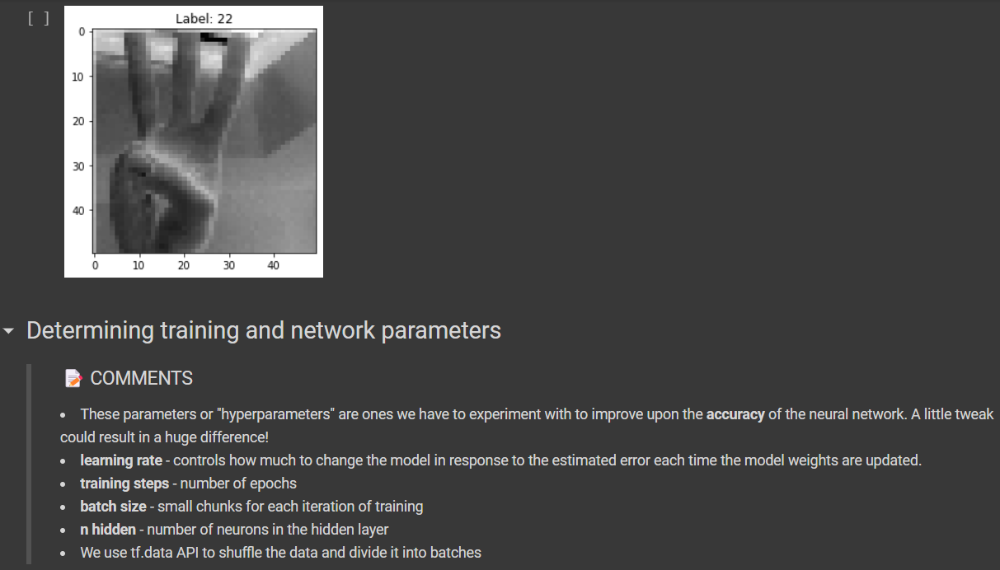 [ ]
Label: 22
0
10
20
30
40
0 10 20 30 40
Determining training and network parameters
📝 COMMENTS
• These parameters or "hyperparameters" are ones we have to experiment with to improve upon the accuracy of the neural network. A little tweak
could result in a huge difference!
• learning rate - controls how much to change the model in response to the estimated error each time the model weights are updated.
• training steps - number of epochs
• batch size - small chunks for each iteration of training
• n hidden - number of neurons in the hidden layer
• We use tf.data API to shuffle the data and divide it into batches